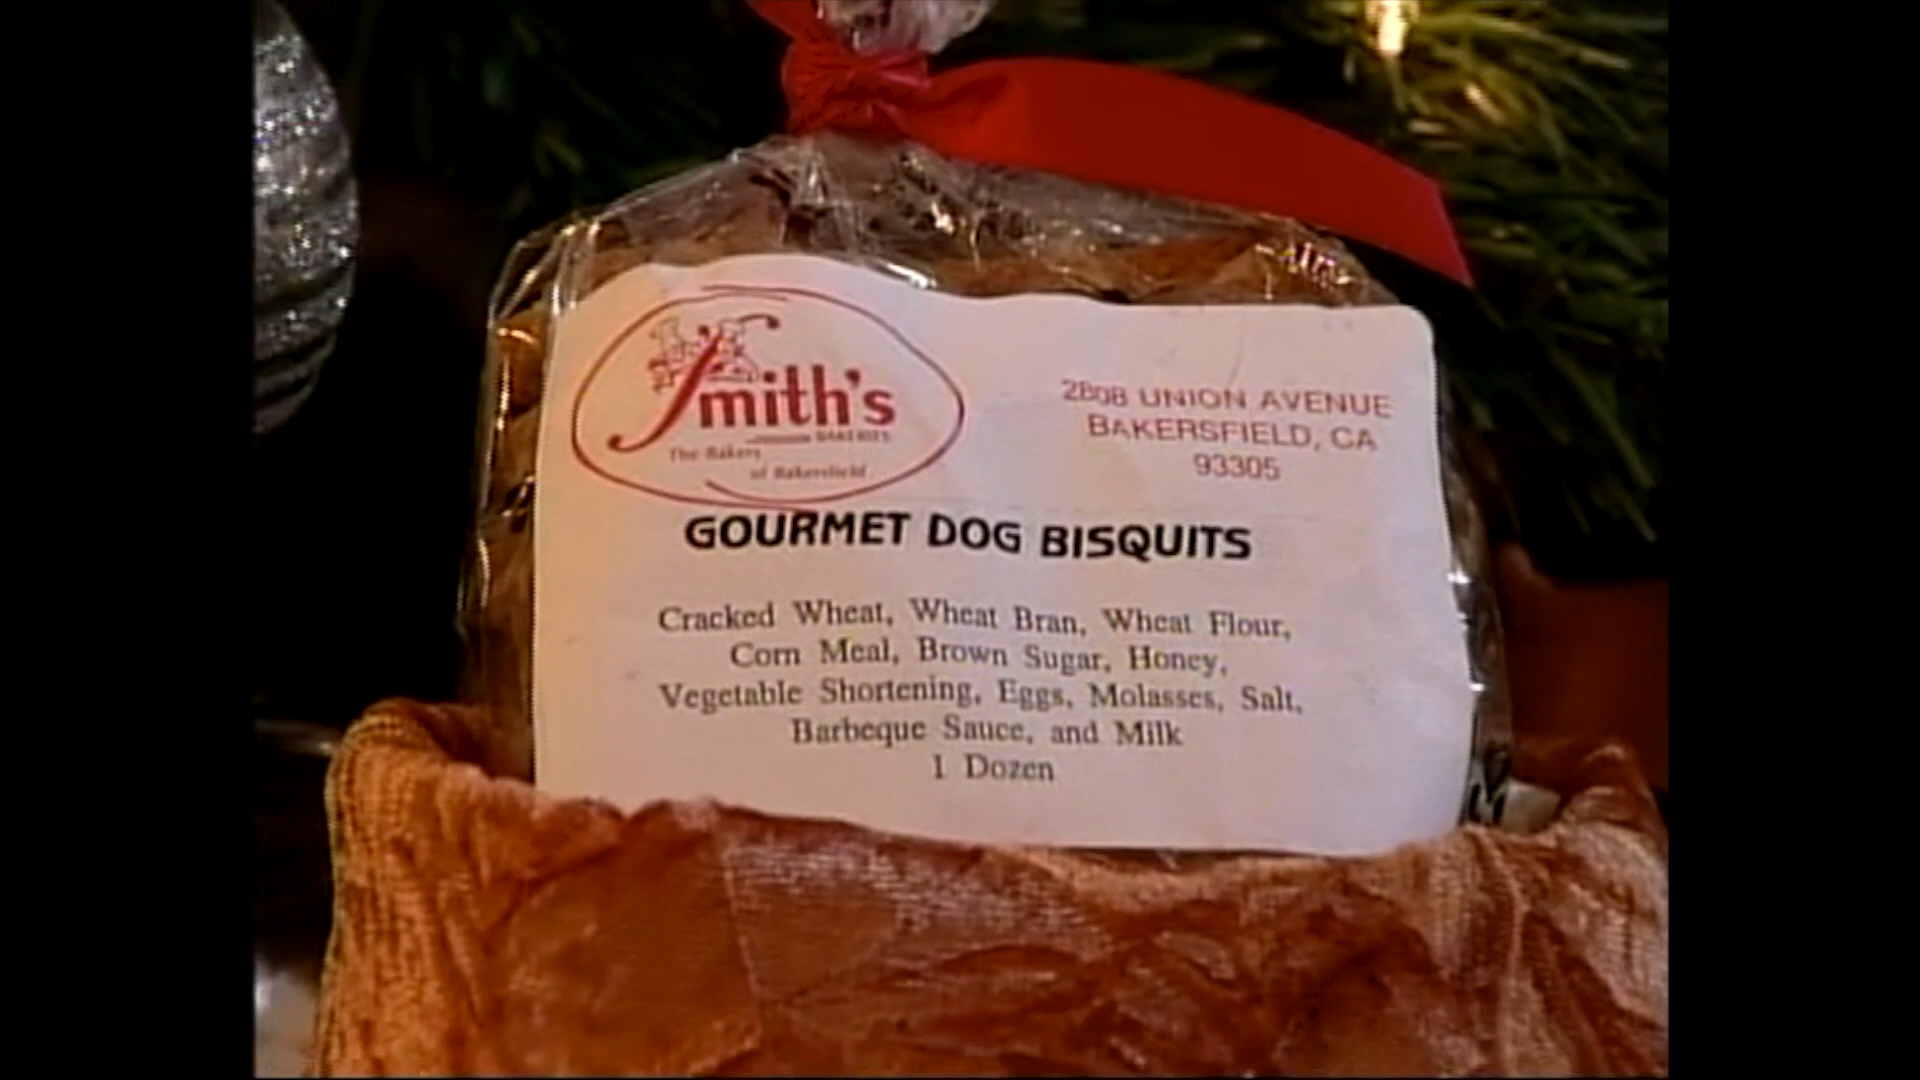 Smith's
BAKERIES
The Bakers
of Bakersfield
2808 UNION AVENUE
BAKERSFIELD, CA
93305
GOURMET DOG BISQUITS
Cracked Wheat, Wheat Bran, Wheat Flour,
Corn Meal, Brown Sugar, Honey,
Vegetable Shortening, Eggs, Molasses, Salt,
Barbeque Sauce, and Milk
1 Dozen